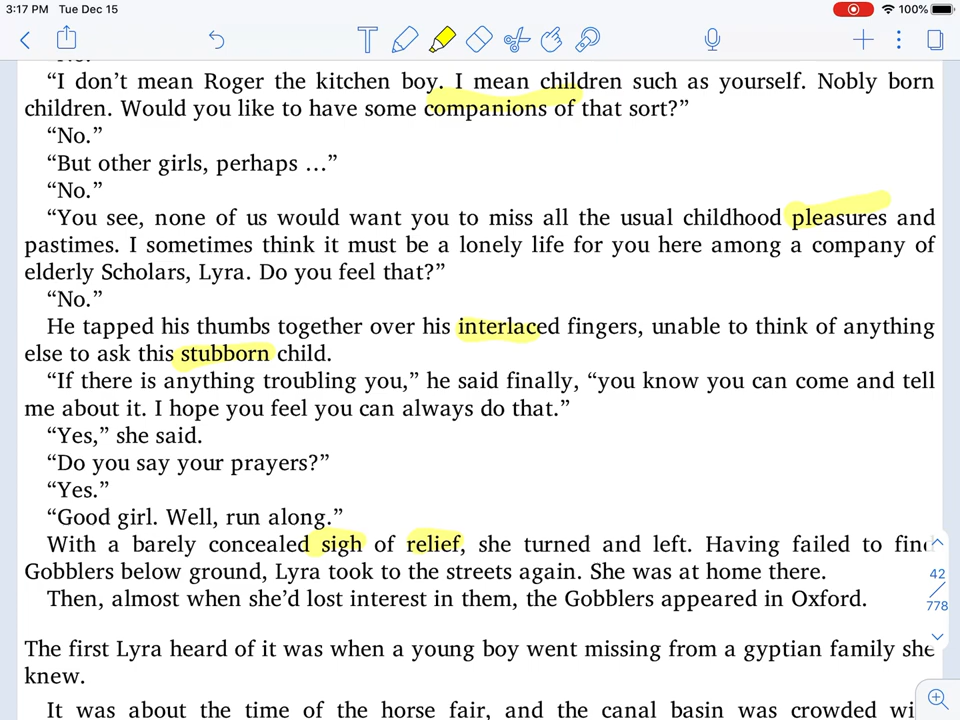 3:17 PM Tue Dec 15 100%
“I don’t mean Roger the kitchen boy. I mean children such as yourself. Nobly born
children. Would you like to have some companions of that sort?”
“No.”
“But other girls, perhaps …”
“No.”
“You see, none of us would want you to miss all the usual childhood pleasures and
pastimes. I sometimes think it must be a lonely life for you here among a company of
elderly Scholars, Lyra. Do you feel that?”
“No.”
He tapped his thumbs together over his interlaced fingers, unable to think of anything
else to ask this stubborn child.
“If there is anything troubling you,” he said finally, “you know you can come and tell
me about it. I hope you feel you can always do that.”
“Yes,” she said.
“Do you say your prayers?”
“Yes.”
“Good girl. Well, run along.”
With a barely concealed sigh of relief, she turned and left. Having failed to find
Gobblers below ground, Lyra took to the streets again. She was at home there.
42
778
Then, almost when she’d lost interest in them, the Gobblers appeared in Oxford.
The first Lyra heard of it was when a young boy went missing from a gyptian family she
knew.
It was about the time of the horse fair, and the canal basin was crowded wi